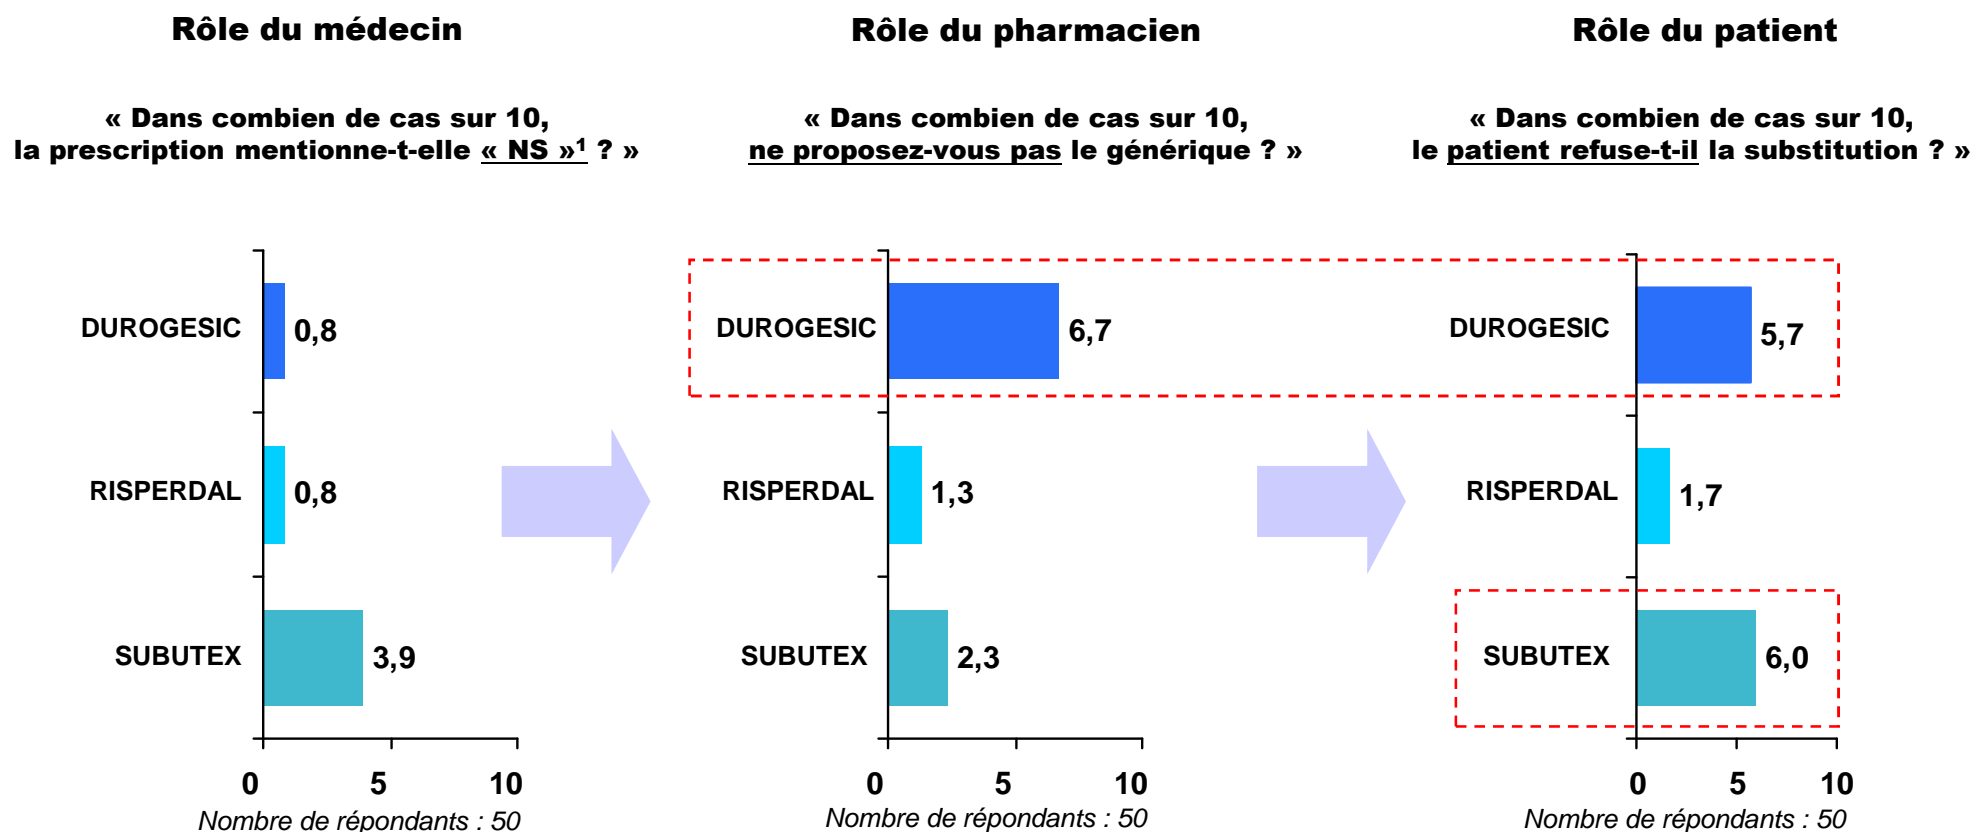 Rôle du médecin
« Dans combien de cas sur 10,
la prescription mentionne-t-elle « NS »¹ ? »
DUROGESIC
0,8
RISPERDAL
0,8
SUBUTEX
3,9
0 5 10
Nombre de répondants : 50
Rôle du pharmacien
« Dans combien de cas sur 10,
ne proposez-vous pas le générique ? »
DUROGESIC
6,7
RISPERDAL
1,3
SUBUTEX
2,3
0 5 10
Nombre de répondants : 50
Rôle du patient
« Dans combien de cas sur 10,
le patient refuse-t-il la substitution ? »
DUROGESIC
5,7
RISPERDAL
1,7
SUBUTEX
6,0
0 5 10
Nombre de répondants : 50